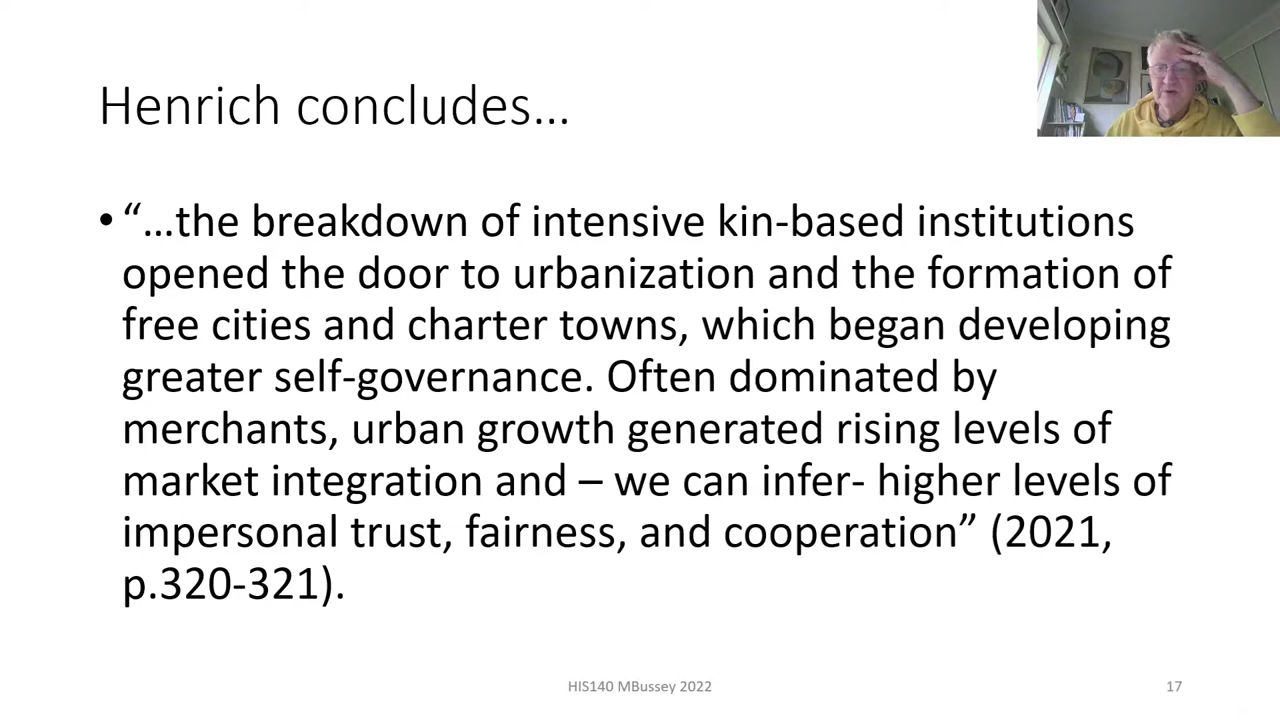 Henrich concludes…
• “…the breakdown of intensive kin-based institutions
opened the door to urbanization and the formation of
free cities and charter towns, which began developing
greater self-governance. Often dominated by
merchants, urban growth generated rising levels of
market integration and – we can infer- higher levels of
impersonal trust, fairness, and cooperation” (2021,
p.320-321).
HIS140 MBussey 2022
17